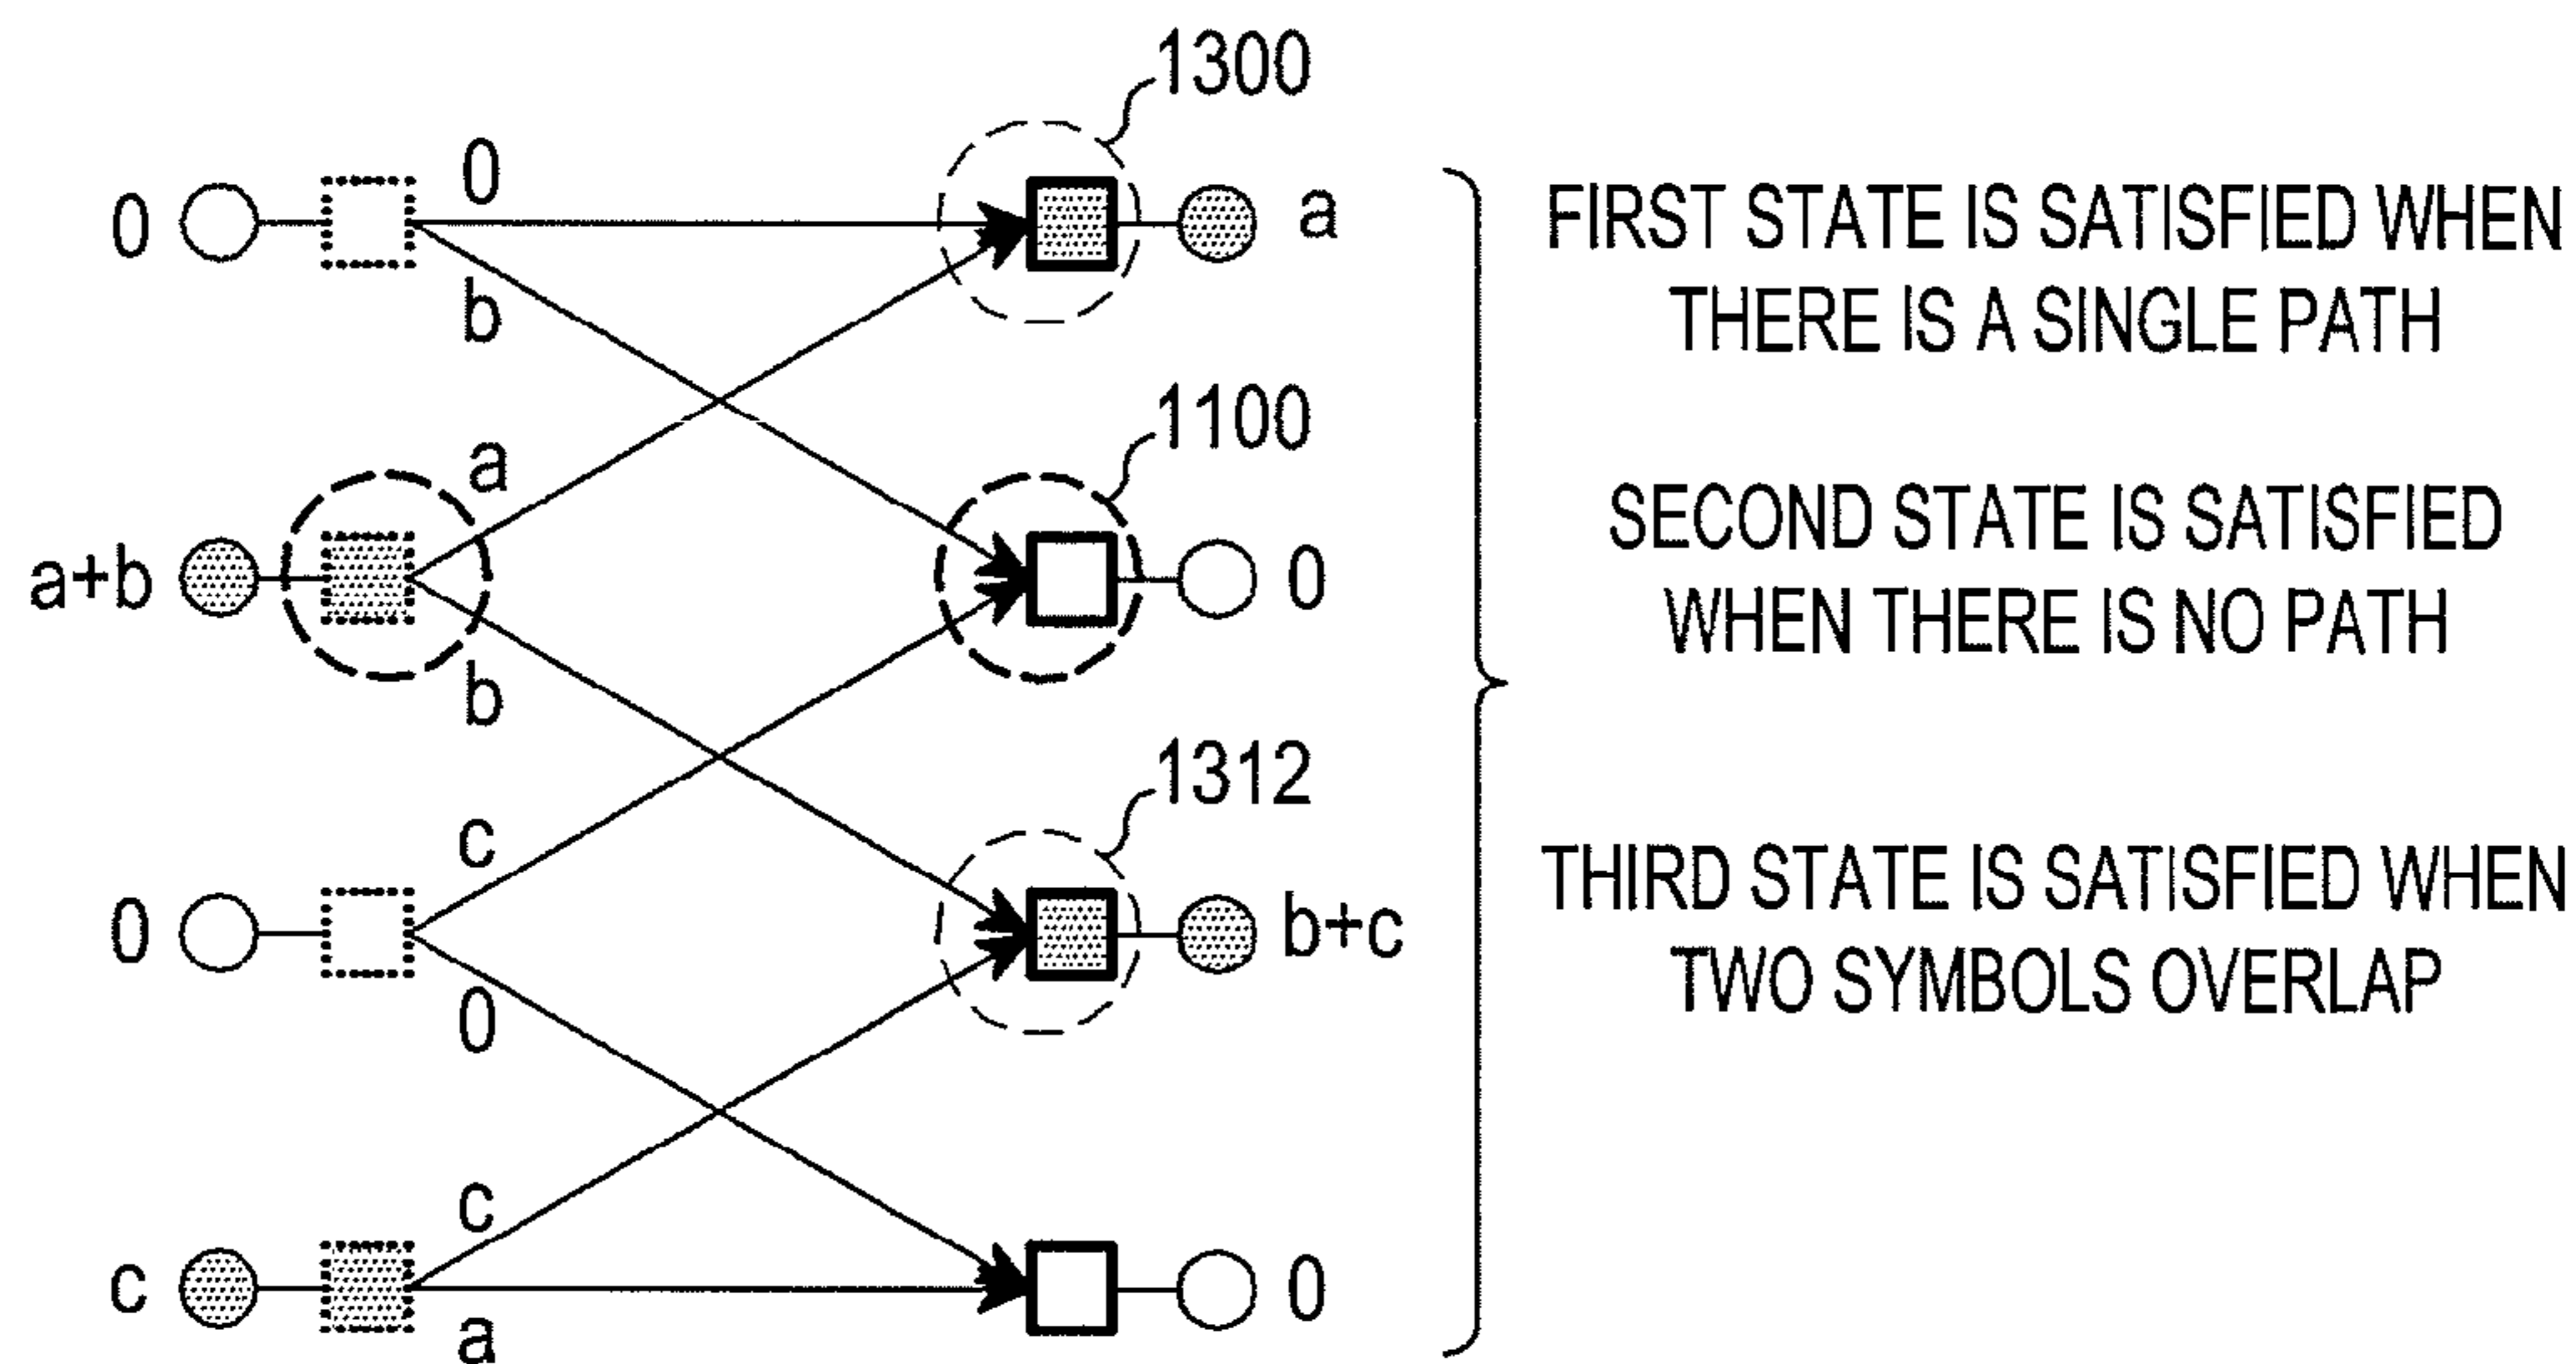 1300
0
0
a
b
FIRST STATE IS SATISFIED WHEN
THERE IS A SINGLE PATH
1100
a+b
a
b
0
SECOND STATE IS SATISFIED
WHEN THERE IS NO PATH
1312
0
c
0
b+c
THIRD STATE IS SATISFIED WHEN
TWO SYMBOLS OVERLAP
c
c
a
0